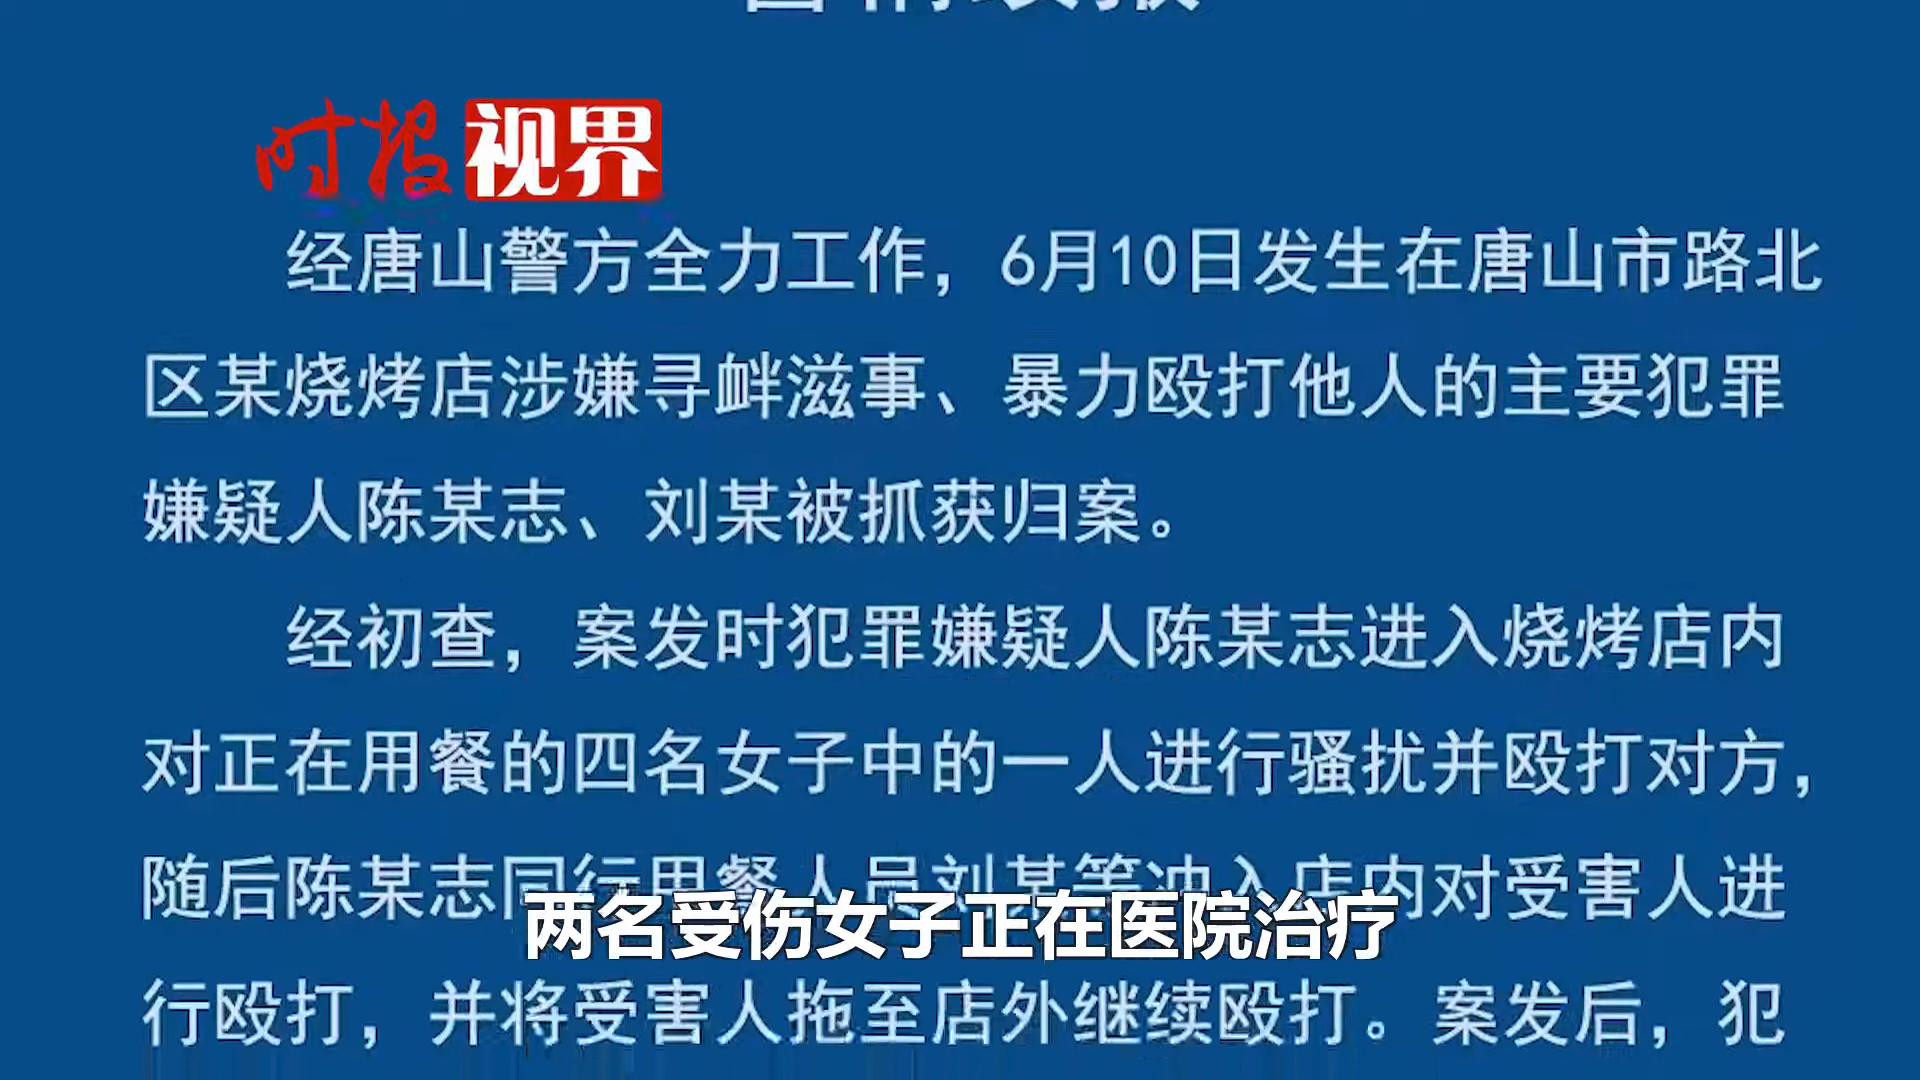 时报视界
经唐山警方全力工作，6月10日发生在唐山市路北
区某烧烤店涉嫌寻衅滋事、暴力殴打他人的主要犯罪
嫌疑人陈某志、刘某被抓获归案。
经初查，案发时犯罪嫌疑人陈某志进入烧烤店内
对正在用餐的四名女子中的一人进行骚扰并殴打对方，
随后陈某志同行用餐人员刘某等冲入店内对受害人进
两名受伤女子正在医院治疗
行殴打，并将受害人拖至店外继续殴打。案发后，犯